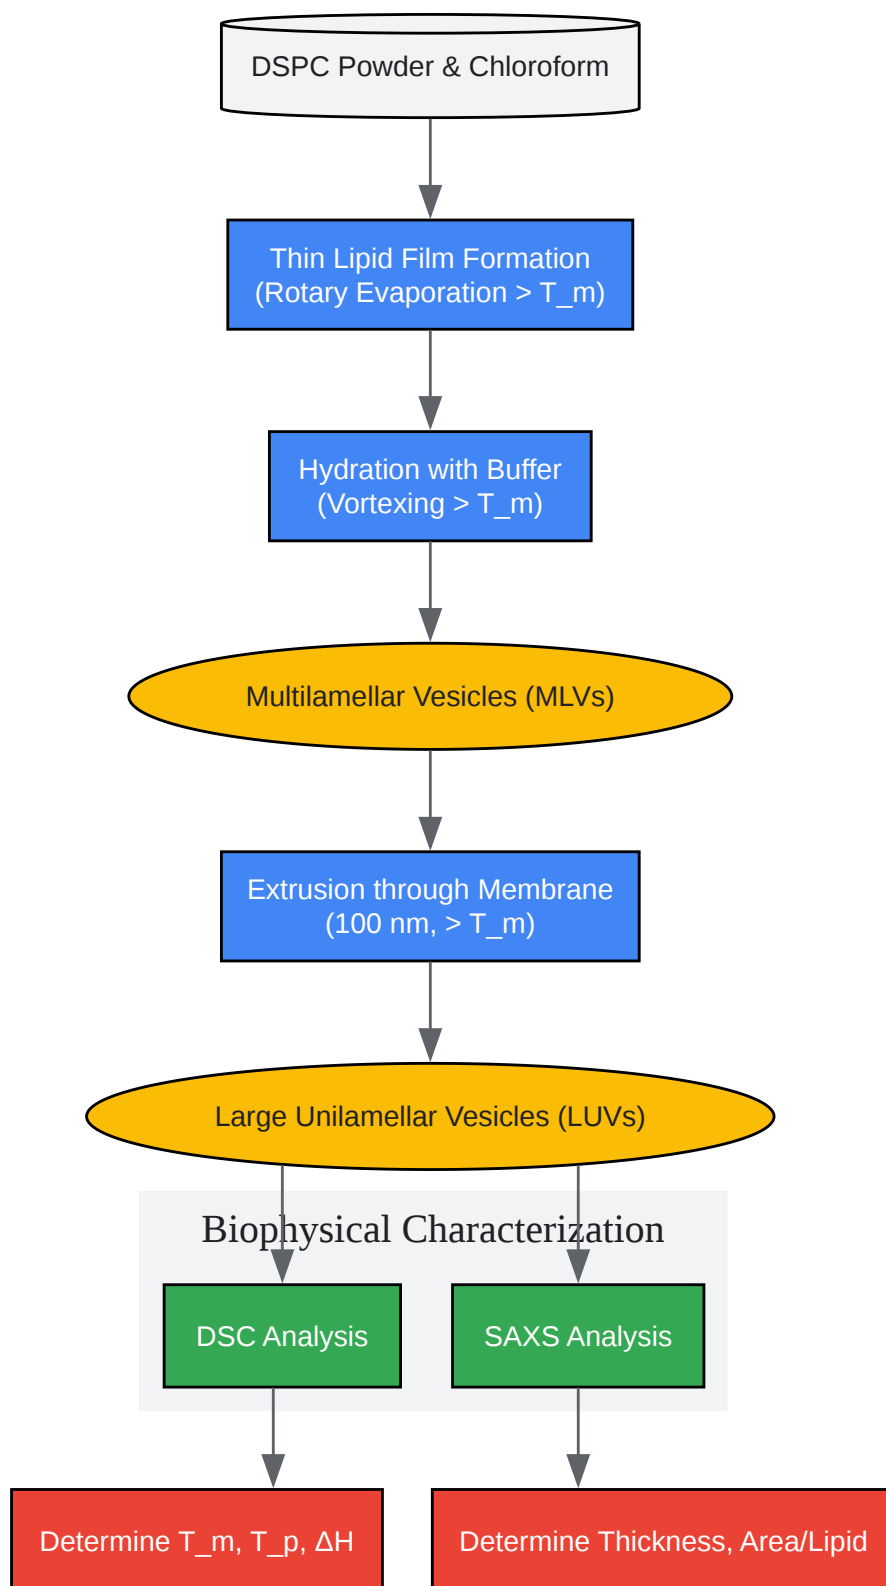 DSPC Powder & Chloroform
Thin Lipid Film Formation
(Rotary Evaporation > T_m)
Hydration with Buffer
(Vortexing > T_m)
Multilamellar Vesicles (MLVs)
Extrusion through Membrane
(100 nm, > T_m)
Large Unilamellar Vesicles (LUVs)
Biophysical Characterization
DSC Analysis
SAXS Analysis
Determine T_m, T_p, ΔH
Determine Thickness, Area/Lipid